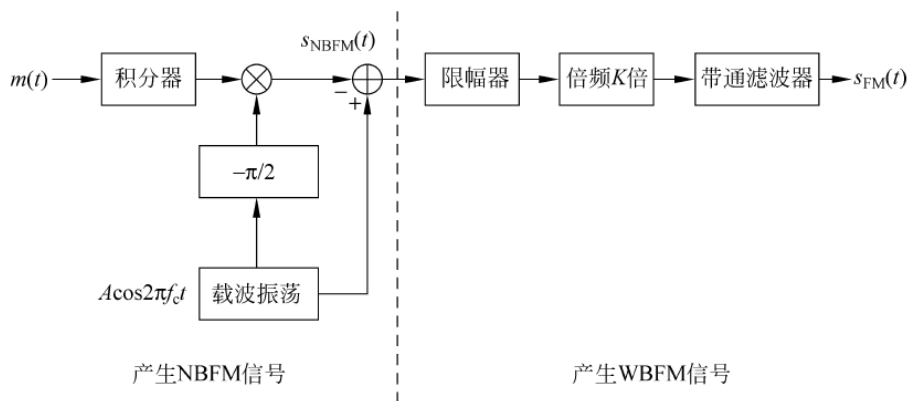 s_NBFM(t)
m(t)
积分器
限幅器
倍频K倍
带通滤波器
s_FM(t)
−
+
−π/2
Acos2πf_ct
载波振荡
产生NBFM信号
产生WBFM信号